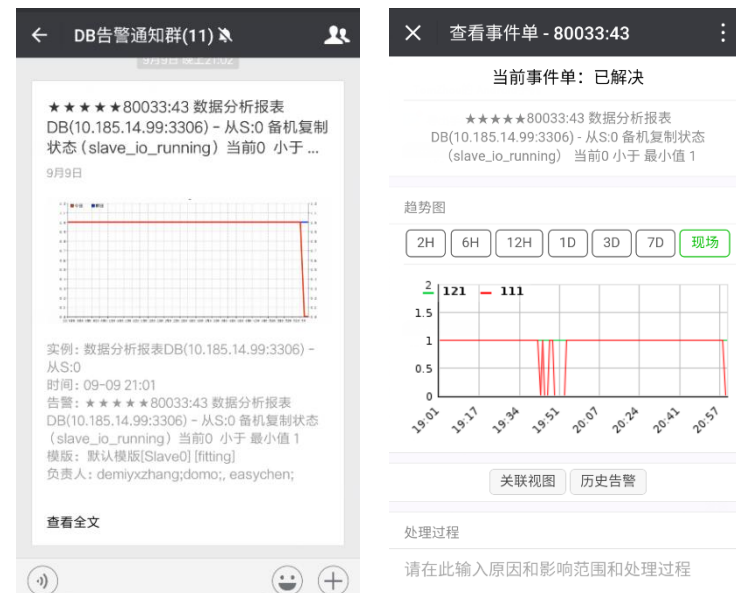 DB告警通知群(11)
9月9日 晚上21:02
★★★★★80033:43 数据分析报表
DB(10.185.14.99:3306) – 从S:0 备机复制
状态 (slave_io_running) 当前0 小于 ...
9月9日
实例: 数据分析报表DB(10.185.14.99:3306) –
从S:0
时间: 09-09 21:01
告警: ★★★★★80033:43 数据分析报表
DB(10.185.14.99:3306) – 从S:0 备机复制状态
(slave_io_running) 当前0 小于 最小值 1
模版: 默认模版[Slave0] [fitting]
负责人: demiyxzhang;domo;, easychen;
查看全文
查看事件单 - 80033:43
当前事件单：已解决
★★★★★80033:43 数据分析报表
DB(10.185.14.99:3306) - 从S:0 备机复制状态
(slave_io_running) 当前0 小于 最小值 1
趋势图
2H 6H 12H 1D 3D 7D 现场
121 111
2
1.5
1
0.5
0
19:01 19:17 19:34 19:51 20:07 20:24 20:41 20:57
关联视图 历史告警
处理过程
请在此输入原因和影响范围和处理过程